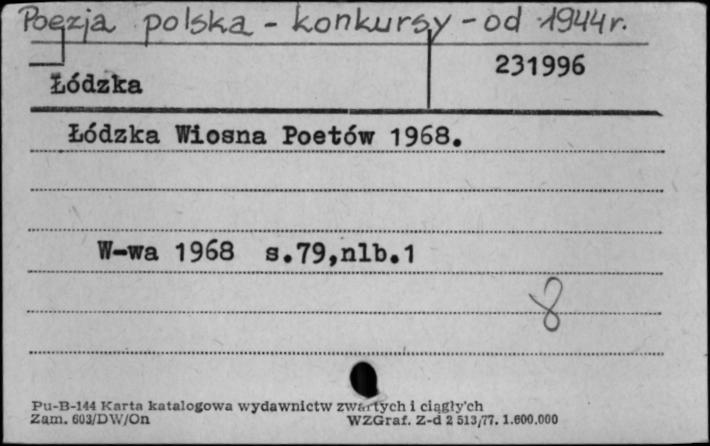 Poezja polska - konkursy - od 1944r.
231996
Łódzka
Łódzka Wiosna Poetów 1968.
W-wa 1968 s.79,nlb.1
8
Pu-B-144 Karta katalogowa wydawnictw zwartych i ciągłych
Zam. 603/DW/On WZGraf. Z-d 2 513/77. 1.600.000